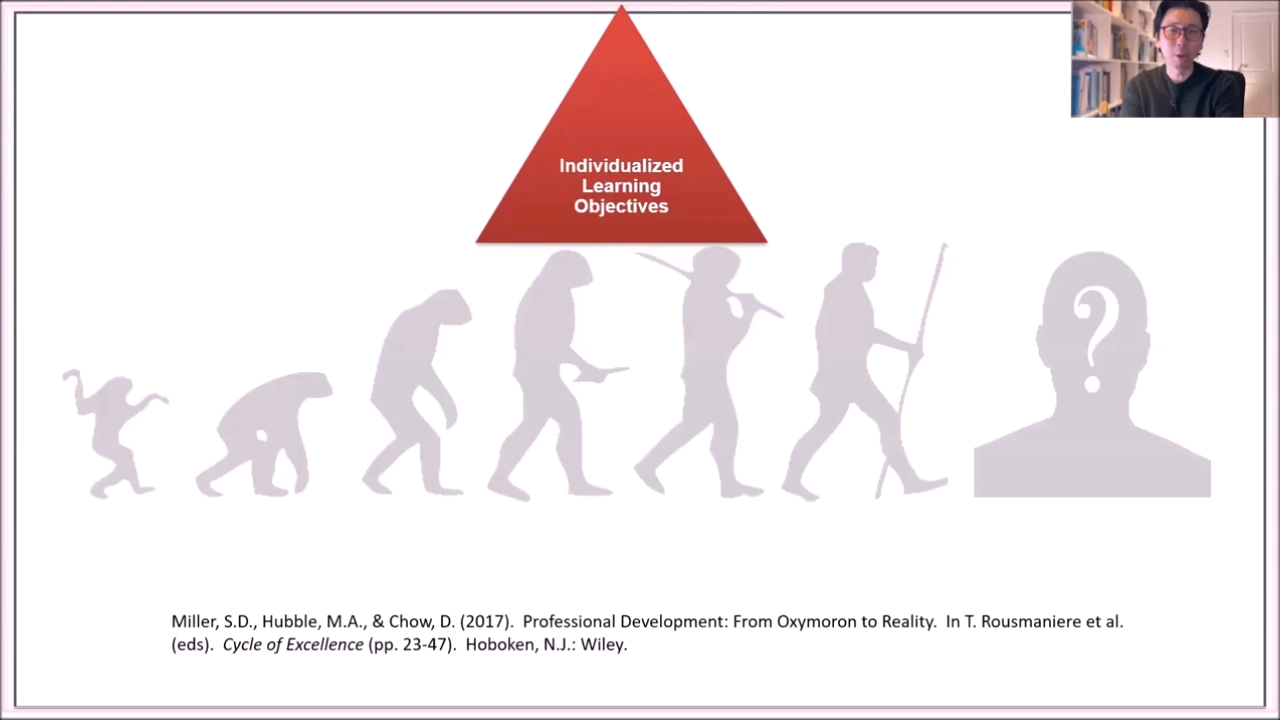 Individualized
Learning
Objectives
?
Miller, S.D., Hubble, M.A., & Chow, D. (2017).  Professional Development: From Oxymoron to Reality.  In T. Rousmaniere et al.
(eds).  Cycle of Excellence (pp. 23-47).  Hoboken, N.J.: Wiley.